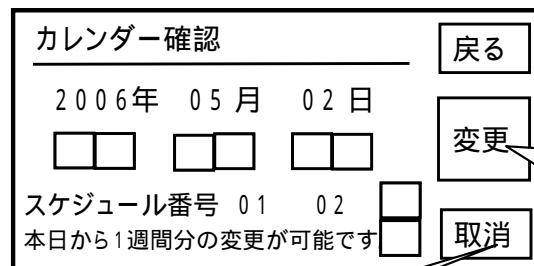 カレンダー確認
戻る
2006年 05月 02日
変更
スケジュール番号 01 02
本日から1週間分の変更が可能です
取消